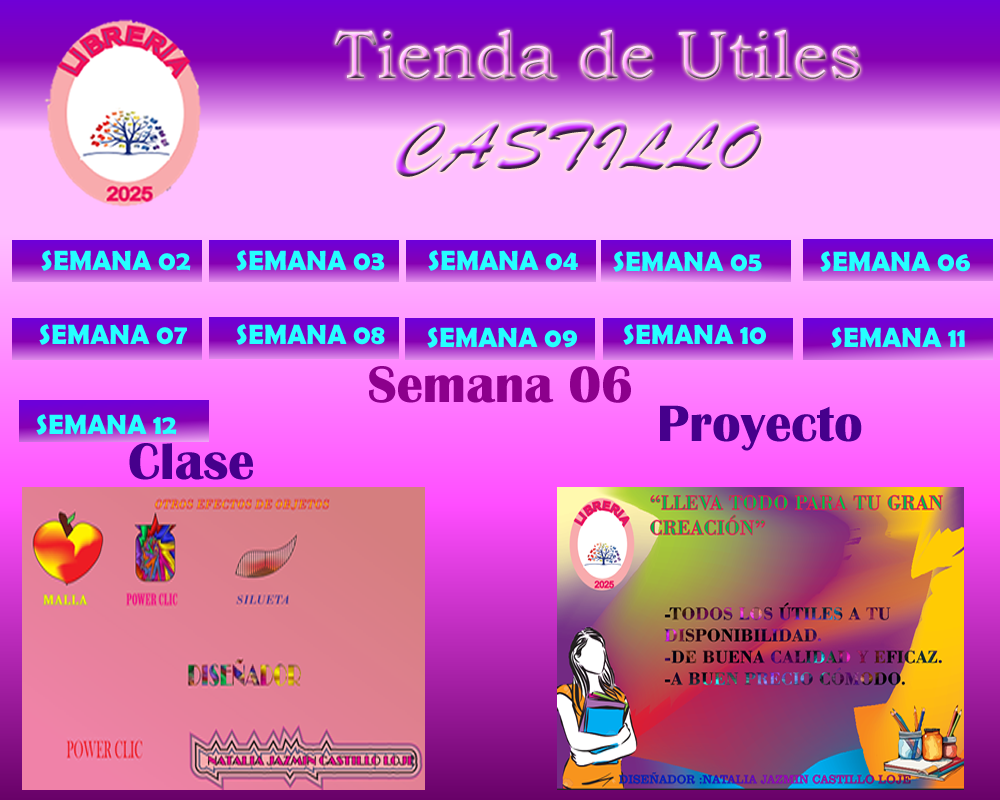 LIBRERIA
2025
Tienda de Utiles
CASTILLO
SEMANA 02
SEMANA 03
SEMANA 04
SEMANA 05
SEMANA 06
SEMANA 07
SEMANA 08
SEMANA 09
SEMANA 10
SEMANA 11
Semana 06
SEMANA 12
Clase
Proyecto
OTROS EFECTOS DE OBJETOS
MALLA
POWER CLIC
SILUETA
DISEÑADOR
POWER CLIC
NATALIA JAZMIN CASTILLO LOJE
LIBRERIA
2025
“LLEVA TODO PARA TU GRAN
CREACIÓN”
-TODOS LOS ÚTILES A TU
DISPONIBILIDAD.
-DE BUENA CALIDAD Y EFICAZ.
-A BUEN PRECIO CÓMODO.
DISEÑADOR :NATALIA JAZMIN CASTILLO LOJE